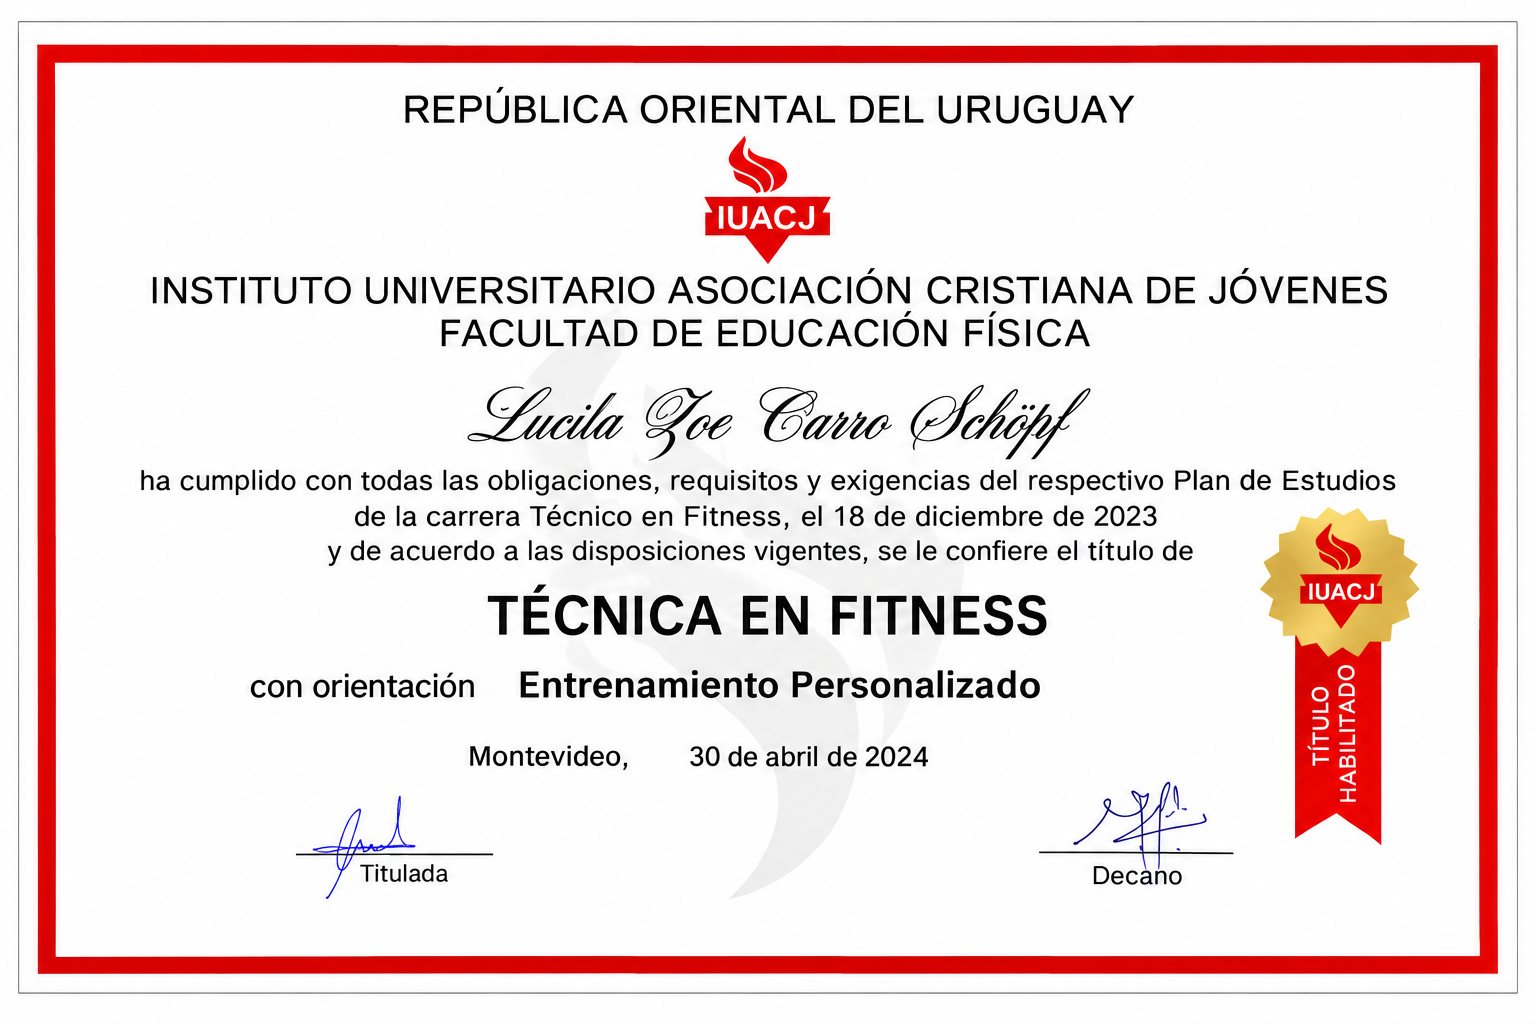 REPÚBLICA ORIENTAL DEL URUGUAY
IUACJ
INSTITUTO UNIVERSITARIO ASOCIACIÓN CRISTIANA DE JÓVENES
FACULTAD DE EDUCACIÓN FÍSICA
Lucila Zoe Carro Schöpf
ha cumplido con todas las obligaciones, requisitos y exigencias del respectivo Plan de Estudios
de la carrera Técnico en Fitness, el 18 de diciembre de 2023
y de acuerdo a las disposiciones vigentes, se le confiere el título de
TÉCNICA EN FITNESS
con orientación Entrenamiento Personalizado
Montevideo, 30 de abril de 2024
IUACJ
TÍTULO
HABILITADO
Titulada
Decano